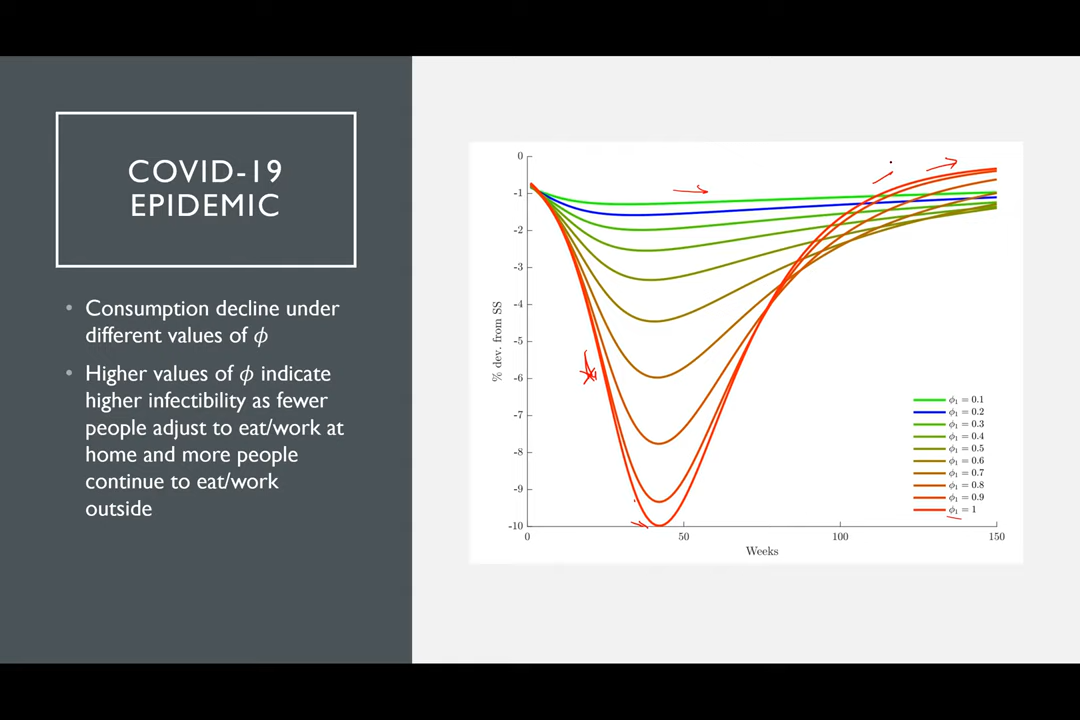 COVID-19
EPIDEMIC
• Consumption decline under
different values of ϕ
• Higher values of ϕ indicate
higher infectibility as fewer
people adjust to eat/work at
home and more people
continue to eat/work
outside
0
-1
-2
-3
-4
-5
-6
-7
-8
-9
-10
% dev. from SS
0 50 100 150
Weeks
ϕ₁ = 0.1
ϕ₁ = 0.2
ϕ₁ = 0.3
ϕ₁ = 0.4
ϕ₁ = 0.5
ϕ₁ = 0.6
ϕ₁ = 0.7
ϕ₁ = 0.8
ϕ₁ = 0.9
ϕ₁ = 1